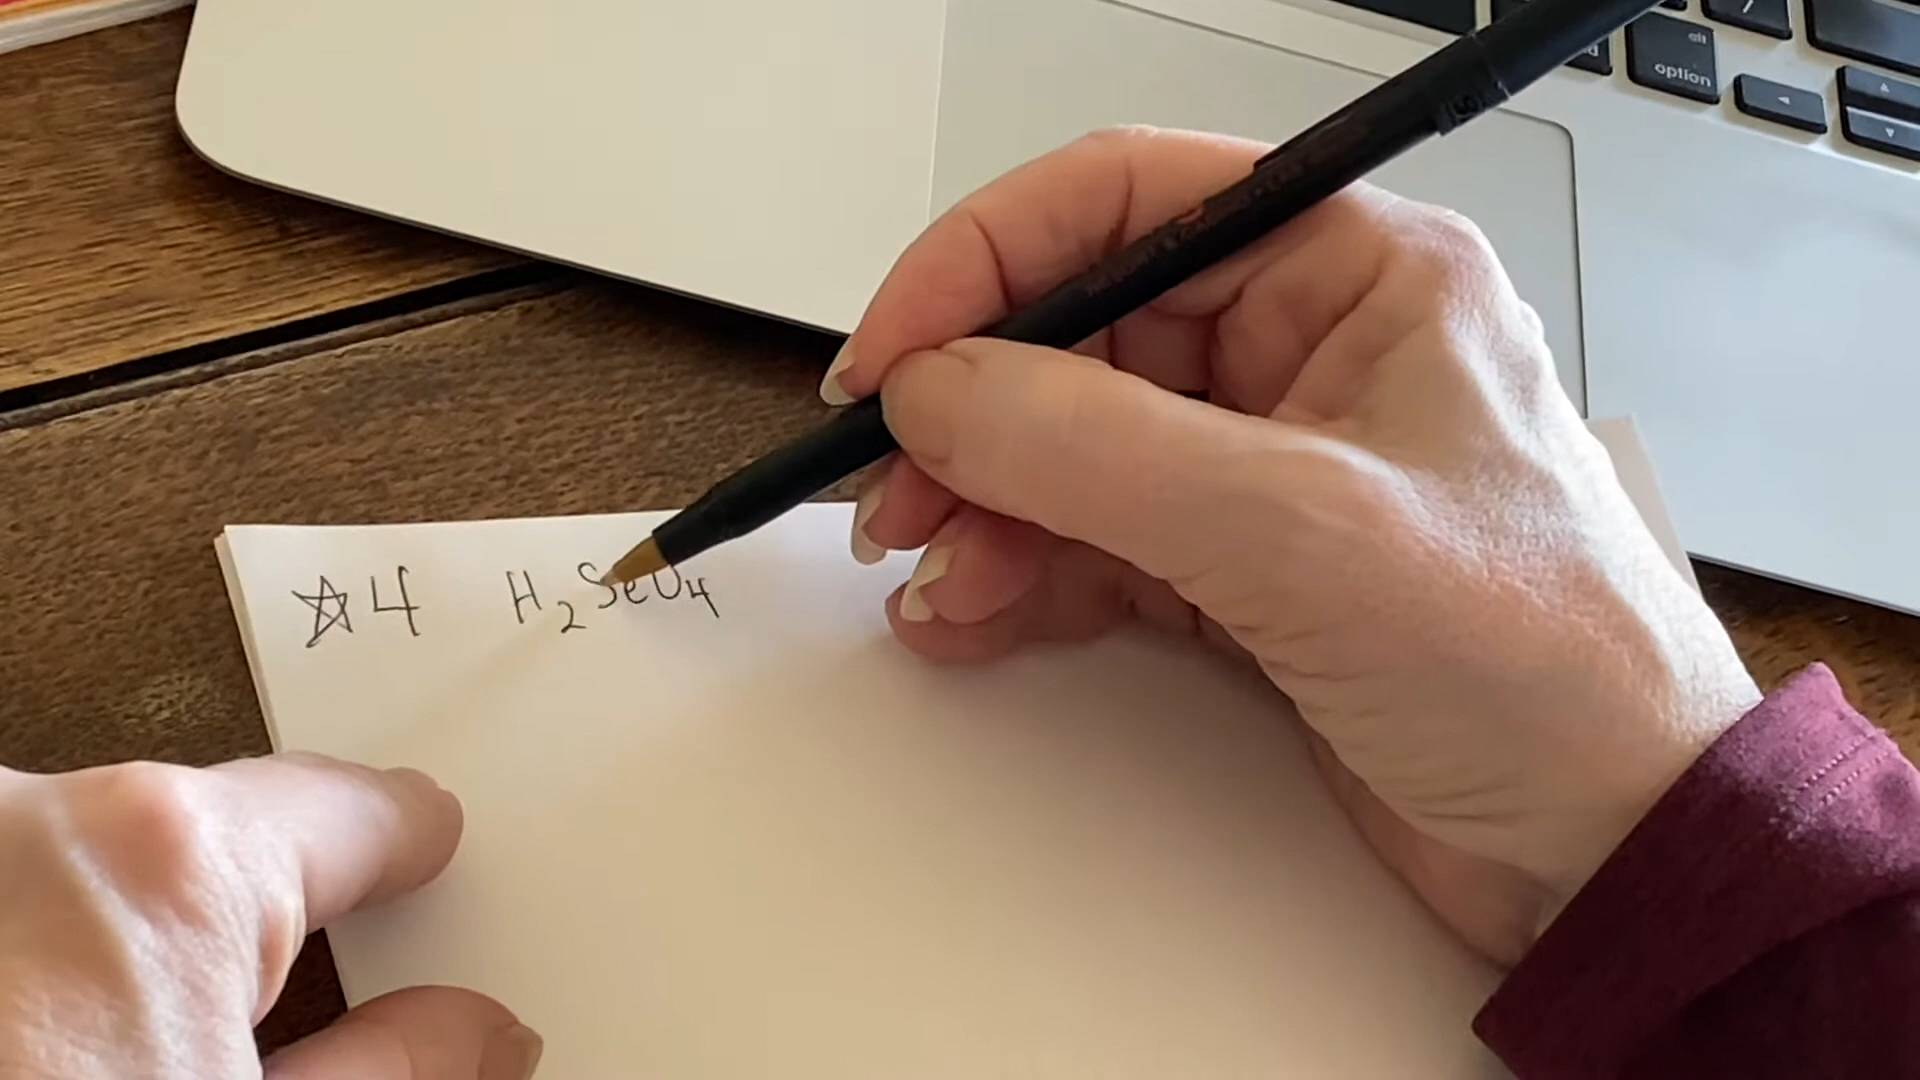 alt
option
☆4 H₂SeO₄